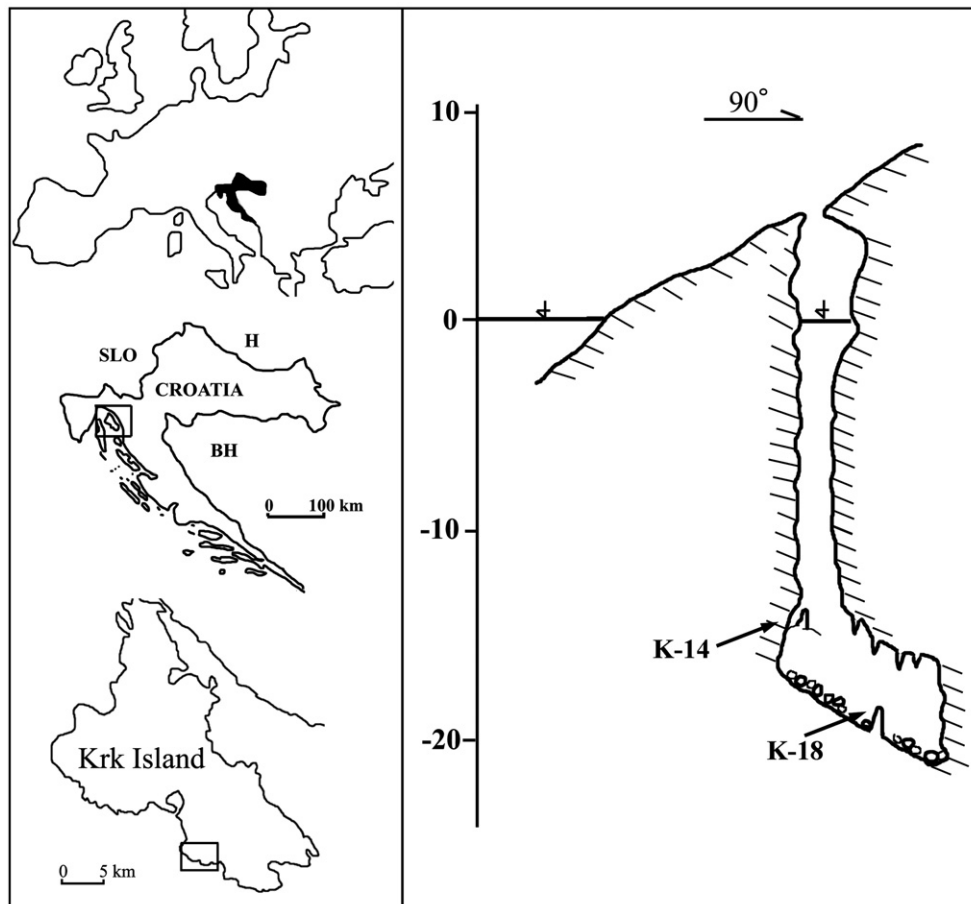 H
SLO
CROATIA
BH
0 100 km
Krk Island
0 5 km
90°
10
0
-10
K-14
-20
K-18